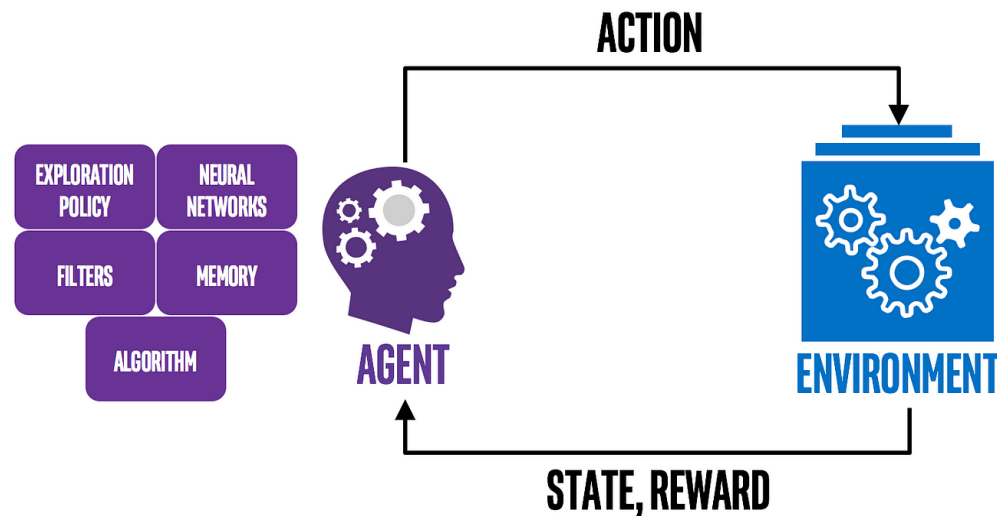 ACTION
EXPLORATION
POLICY
NEURAL
NETWORKS
FILTERS
MEMORY
ALGORITHM
AGENT
ENVIRONMENT
STATE, REWARD